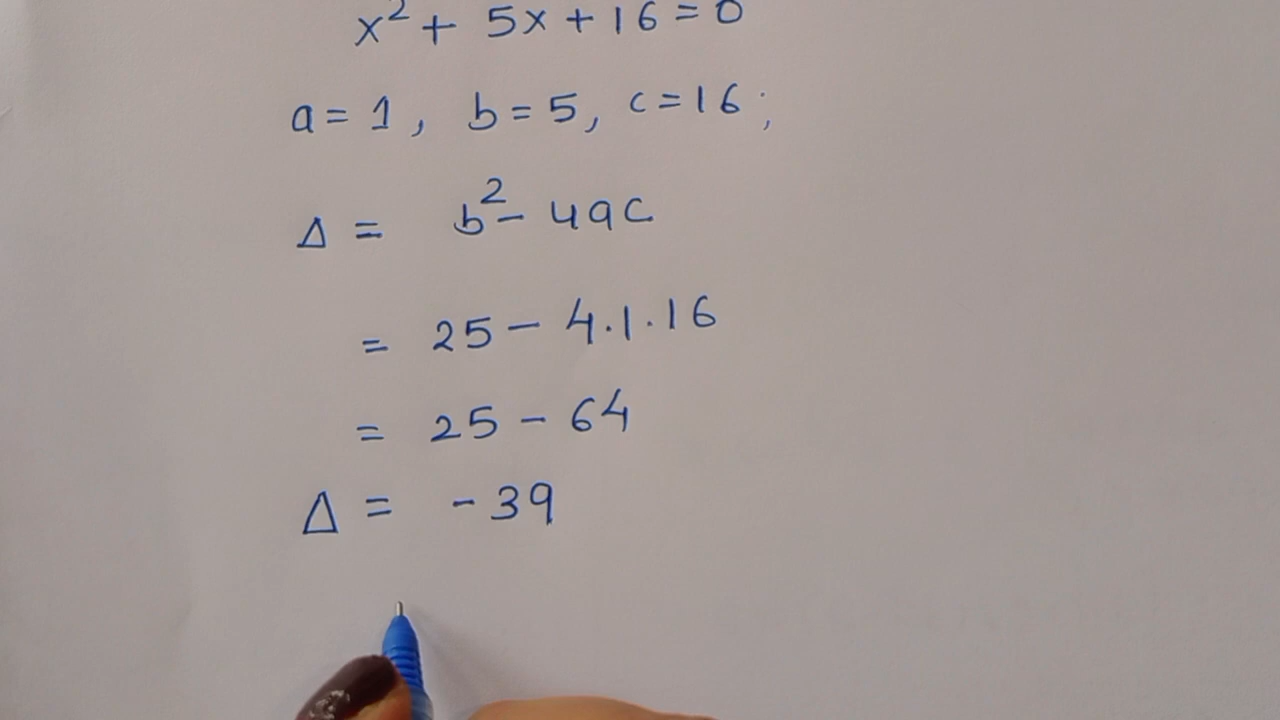 x² + 5x + 16 = 0
a = 1, b = 5, c = 16;
Δ = b² - 4ac
= 25 - 4.1.16
= 25 - 64
Δ = - 39